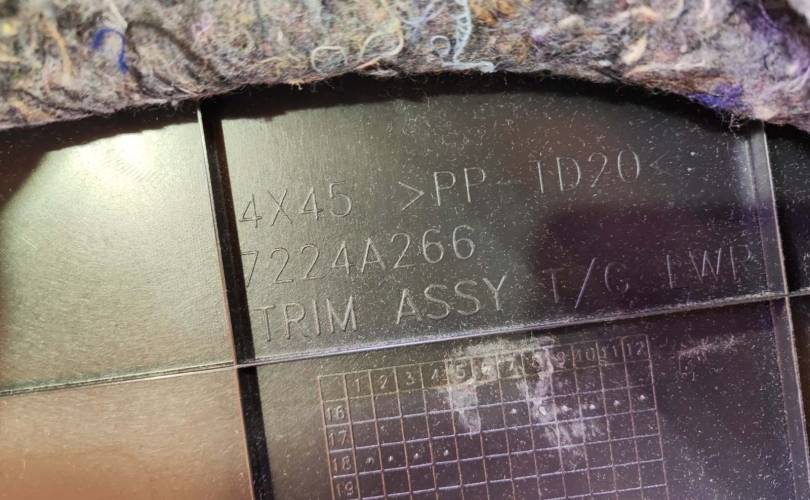 4X45 >PP-TD20<
7224A266
TRIM ASSY T/G LWR
1 2 3 4 5 6 7 8 9 10 11 12
16
17
18
19